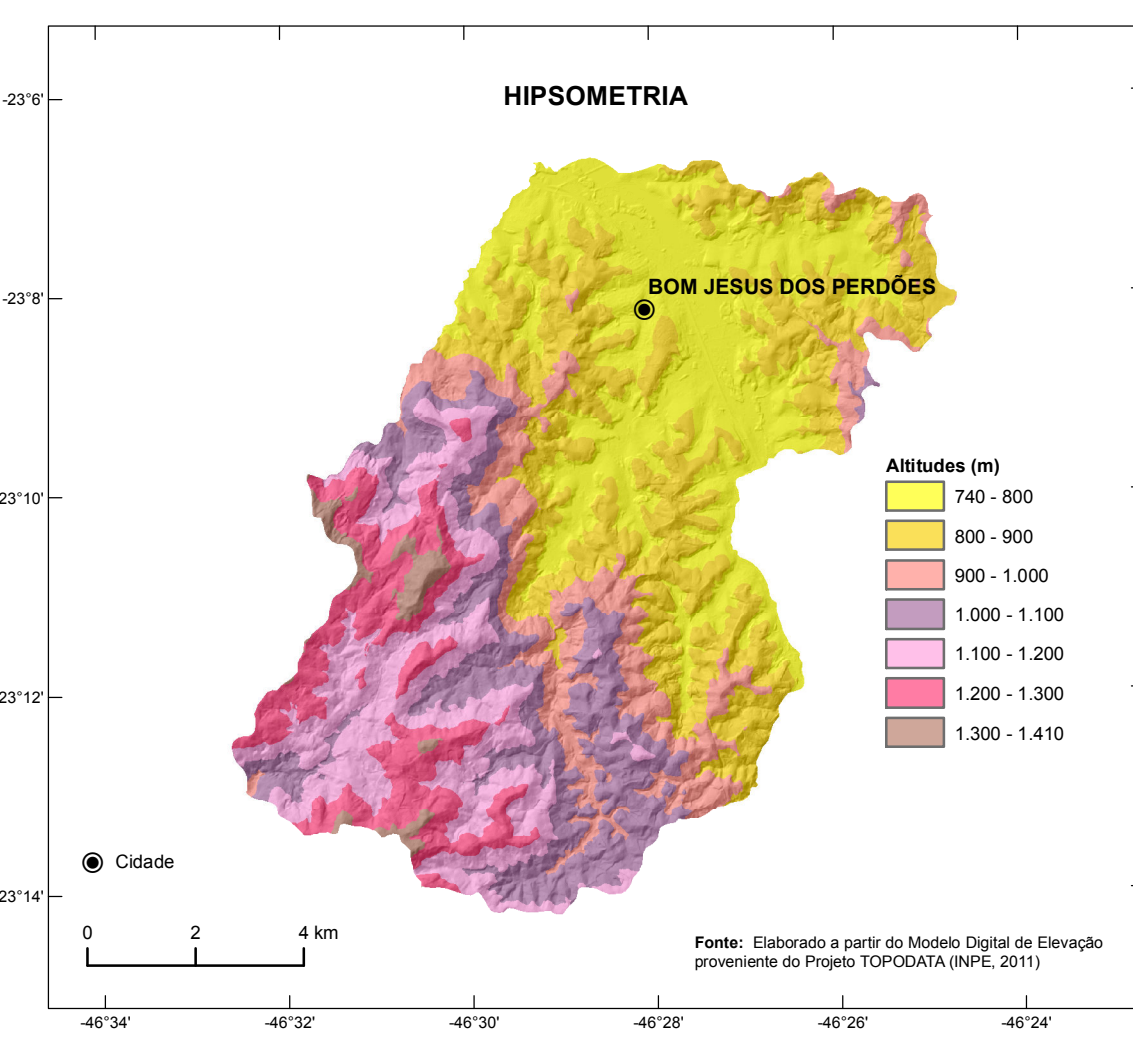 HIPSOMETRIA
-23°6'
-23°8'
23°10'
23°12'
23°14'
BOM JESUS DOS PERDÕES
Altitudes (m)
740 - 800
800 - 900
900 - 1.000
1.000 - 1.100
1.100 - 1.200
1.200 - 1.300
1.300 - 1.410
Cidade
0 2 4 km
Fonte: Elaborado a partir do Modelo Digital de Elevação
proveniente do Projeto TOPODATA (INPE, 2011)
-46°34' -46°32' -46°30' -46°28' -46°26' -46°24'